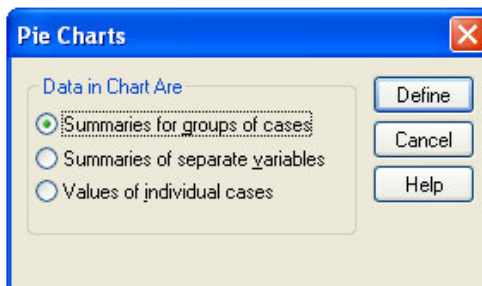 Pie Charts
Data in Chart Are
Summaries for groups of cases
Summaries of separate variables
Values of individual cases
Define
Cancel
Help